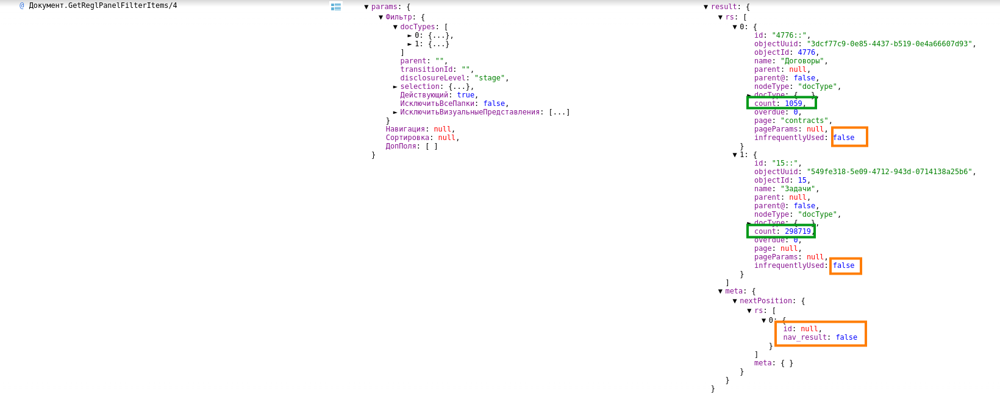 @ Документ.GetReglPanelFilterItems/4
▼ params: {
▼ Фильтр: {
▼ docTypes: [
► 0: {...},
► 1: {...}
]
parent: "",
transitionId: "",
disclosureLevel: "stage",
► selection: {...},
Действующий: true,
ИсключитьВсеПапки: false,
► ИсключитьВизуальныеПредставления: [...]
}
Навигация: null,
Сортировка: null,
ДопПоля: [ ]
}
▼ result: {
▼ rs: [
▼ 0: {
id: "4776::",
objectUuid: "3dcf77c9-0e85-4437-b519-0e4a66607d93",
objectId: 4776,
name: "Договоры",
parent: null,
parent@: false,
nodeType: "docType",
► docType: {...},
count: 1059,
overdue: 0,
page: "contracts",
pageParams: null,
infrequentlyUsed: false
}
▼ 1: {
id: "15::",
objectUuid: "549fe318-5e09-4712-943d-0714138a25b6",
objectId: 15,
name: "Задачи",
parent: null,
parent@: false,
nodeType: "docType",
► docType: {...},
count: 298719,
overdue: 0,
page: null,
pageParams: null,
infrequentlyUsed: false
}
]
▼ meta: {
▼ nextPosition: {
▼ rs: [
▼ 0: {
id: null,
nav_result: false
}
]
meta: { }
}
}
}